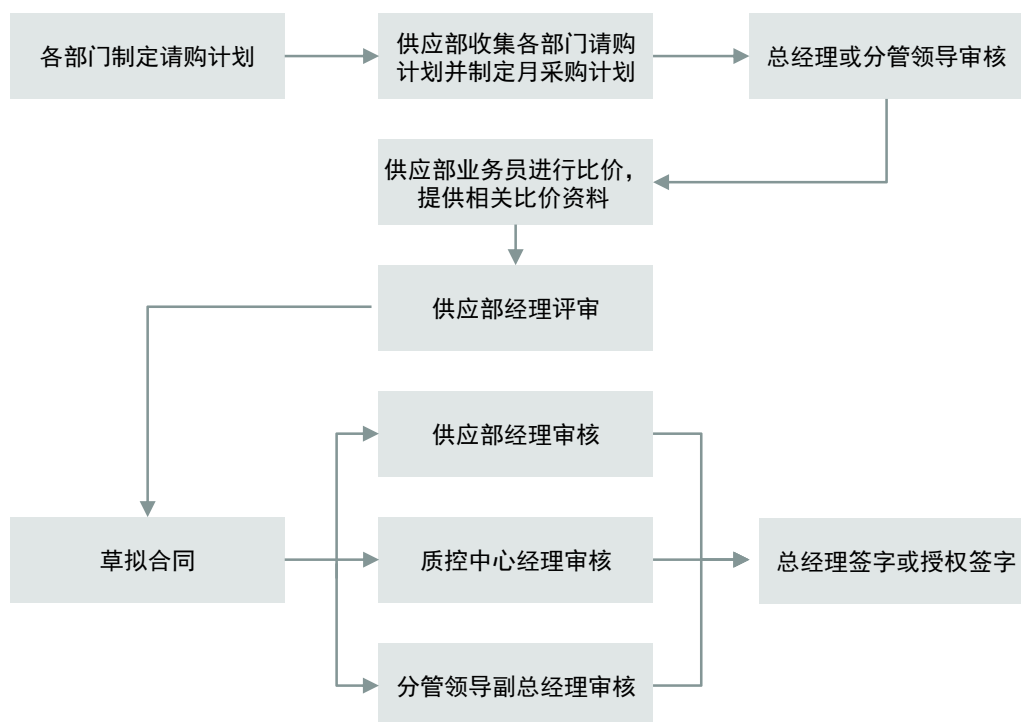 各部门制定请购计划
供应部收集各部门请购
计划并制定月采购计划
总经理或分管领导审核
供应部业务员进行比价，
提供相关比价资料
供应部经理评审
供应部经理审核
草拟合同
质控中心经理审核
总经理签字或授权签字
分管领导副总经理审核